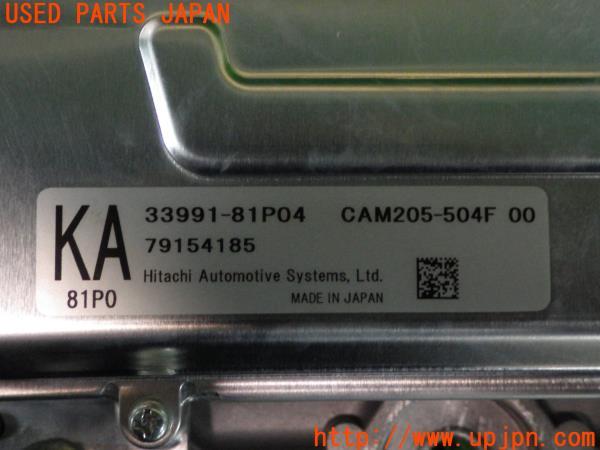 USED PARTS JAPAN
KA 33991-81P04 CAM205-504F 00
79154185
Hitachi Automotive Systems, Ltd.
81P0 MADE IN JAPAN
http://www.upjpn.com/